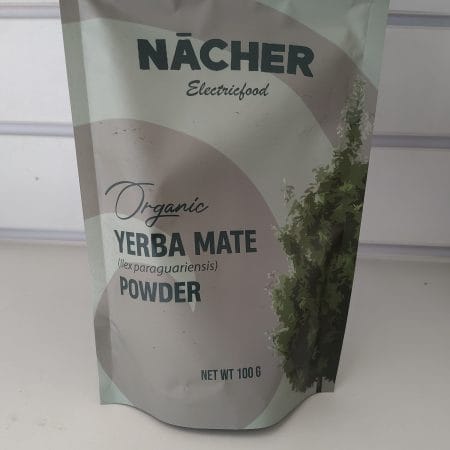 NĀCHER
Electricfood
Organic
YERBA MATE
(Ilex paraguariensis)
POWDER
NET WT 100 G